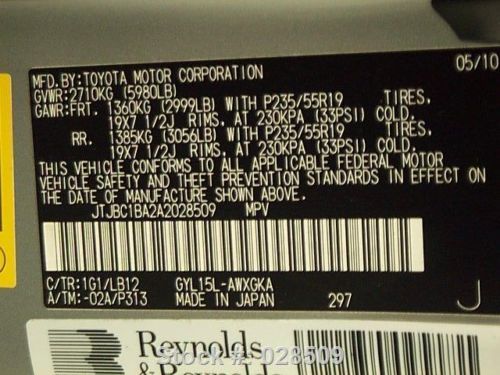 MFD.BY:TOYOTA MOTOR CORPORATION 05/10
GVWR:2710KG (5980LB)
GAWR:FRT. 1360KG (2999LB) WITH P235/55R19 TIRES,
19X7 1/2J RIMS, AT 230KPA (33PSI) COLD.
RR. 1385KG (3056LB) WITH P235/55R19 TIRES,
19X7 1/2J RIMS, AT 230KPA (33PSI) COLD.
THIS VEHICLE CONFORMS TO ALL APPLICABLE FEDERAL MOTOR
VEHICLE SAFETY AND THEFT PREVENTION STANDARDS IN EFFECT ON
THE DATE OF MANUFACTURE SHOWN ABOVE.
JTJBC1BA2A2028509 MPV
C/TR:1G1/LB12 GYL15L-AWXGKA
A/TM:-02A/P313 MADE IN JAPAN 297 J
Reynolds
Stock #: 028509
& Reynolds